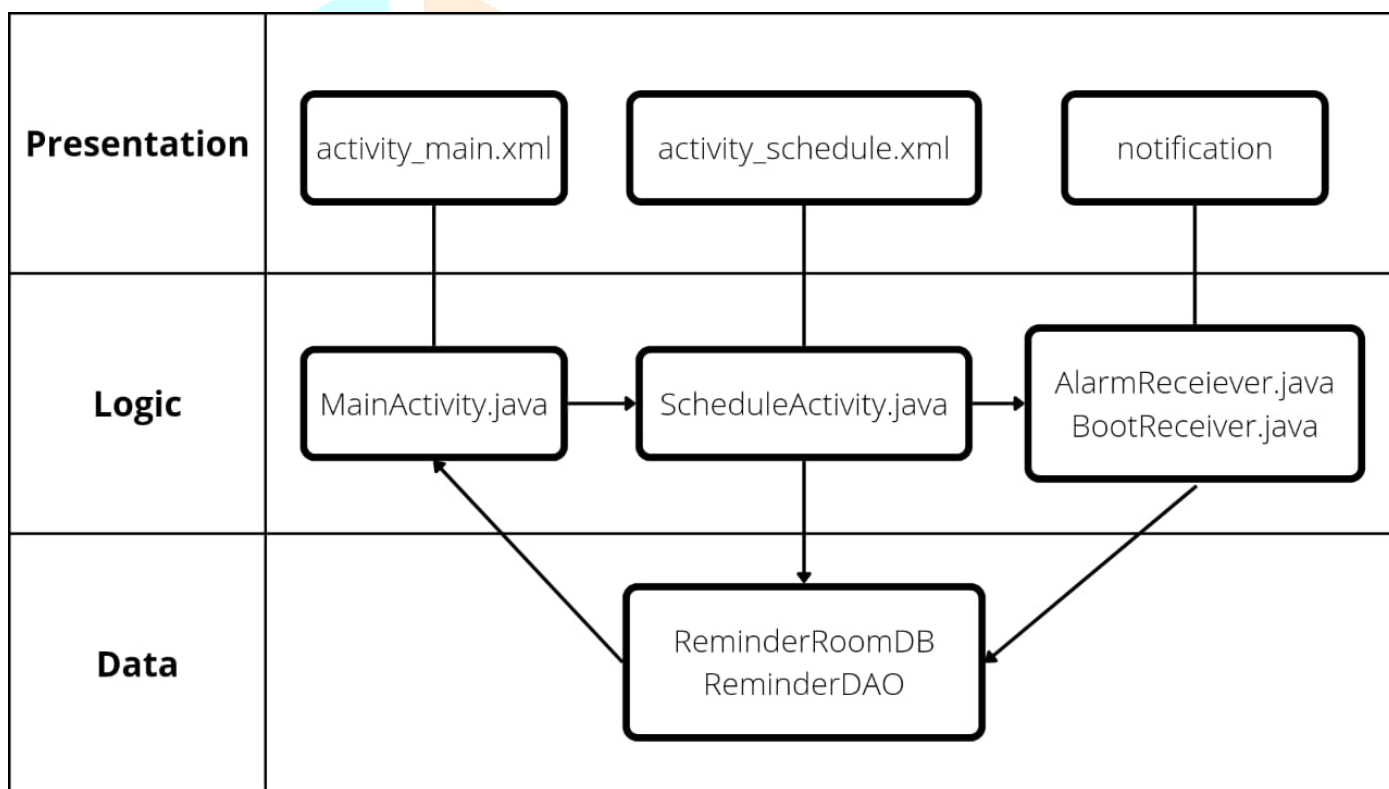 Presentation
activity_main.xml
activity_schedule.xml
notification
Logic
MainActivity.java
ScheduleActivity.java
AlarmReceiever.java
BootReceiver.java
Data
ReminderRoomDB
ReminderDAO